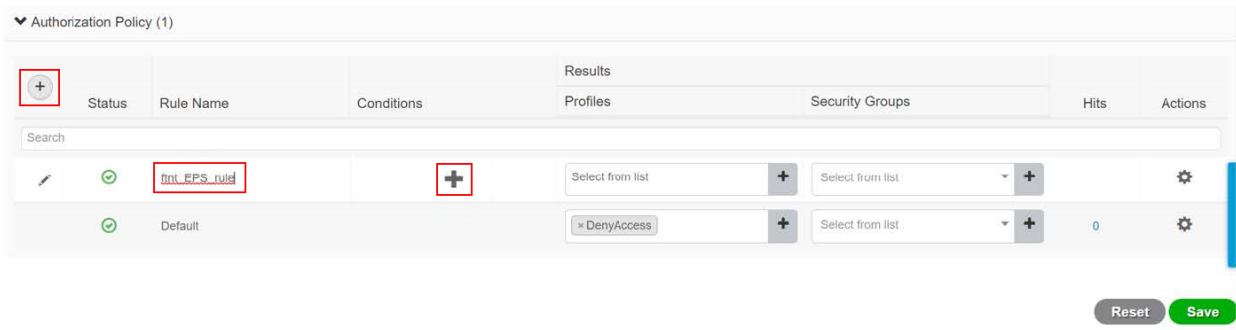 Authorization Policy (1)
Results
Status Rule Name Conditions Profiles Security Groups Hits Actions
Search
ftnt_EPS_rule Select from list Select from list
Default × DenyAccess Select from list 0
Reset Save